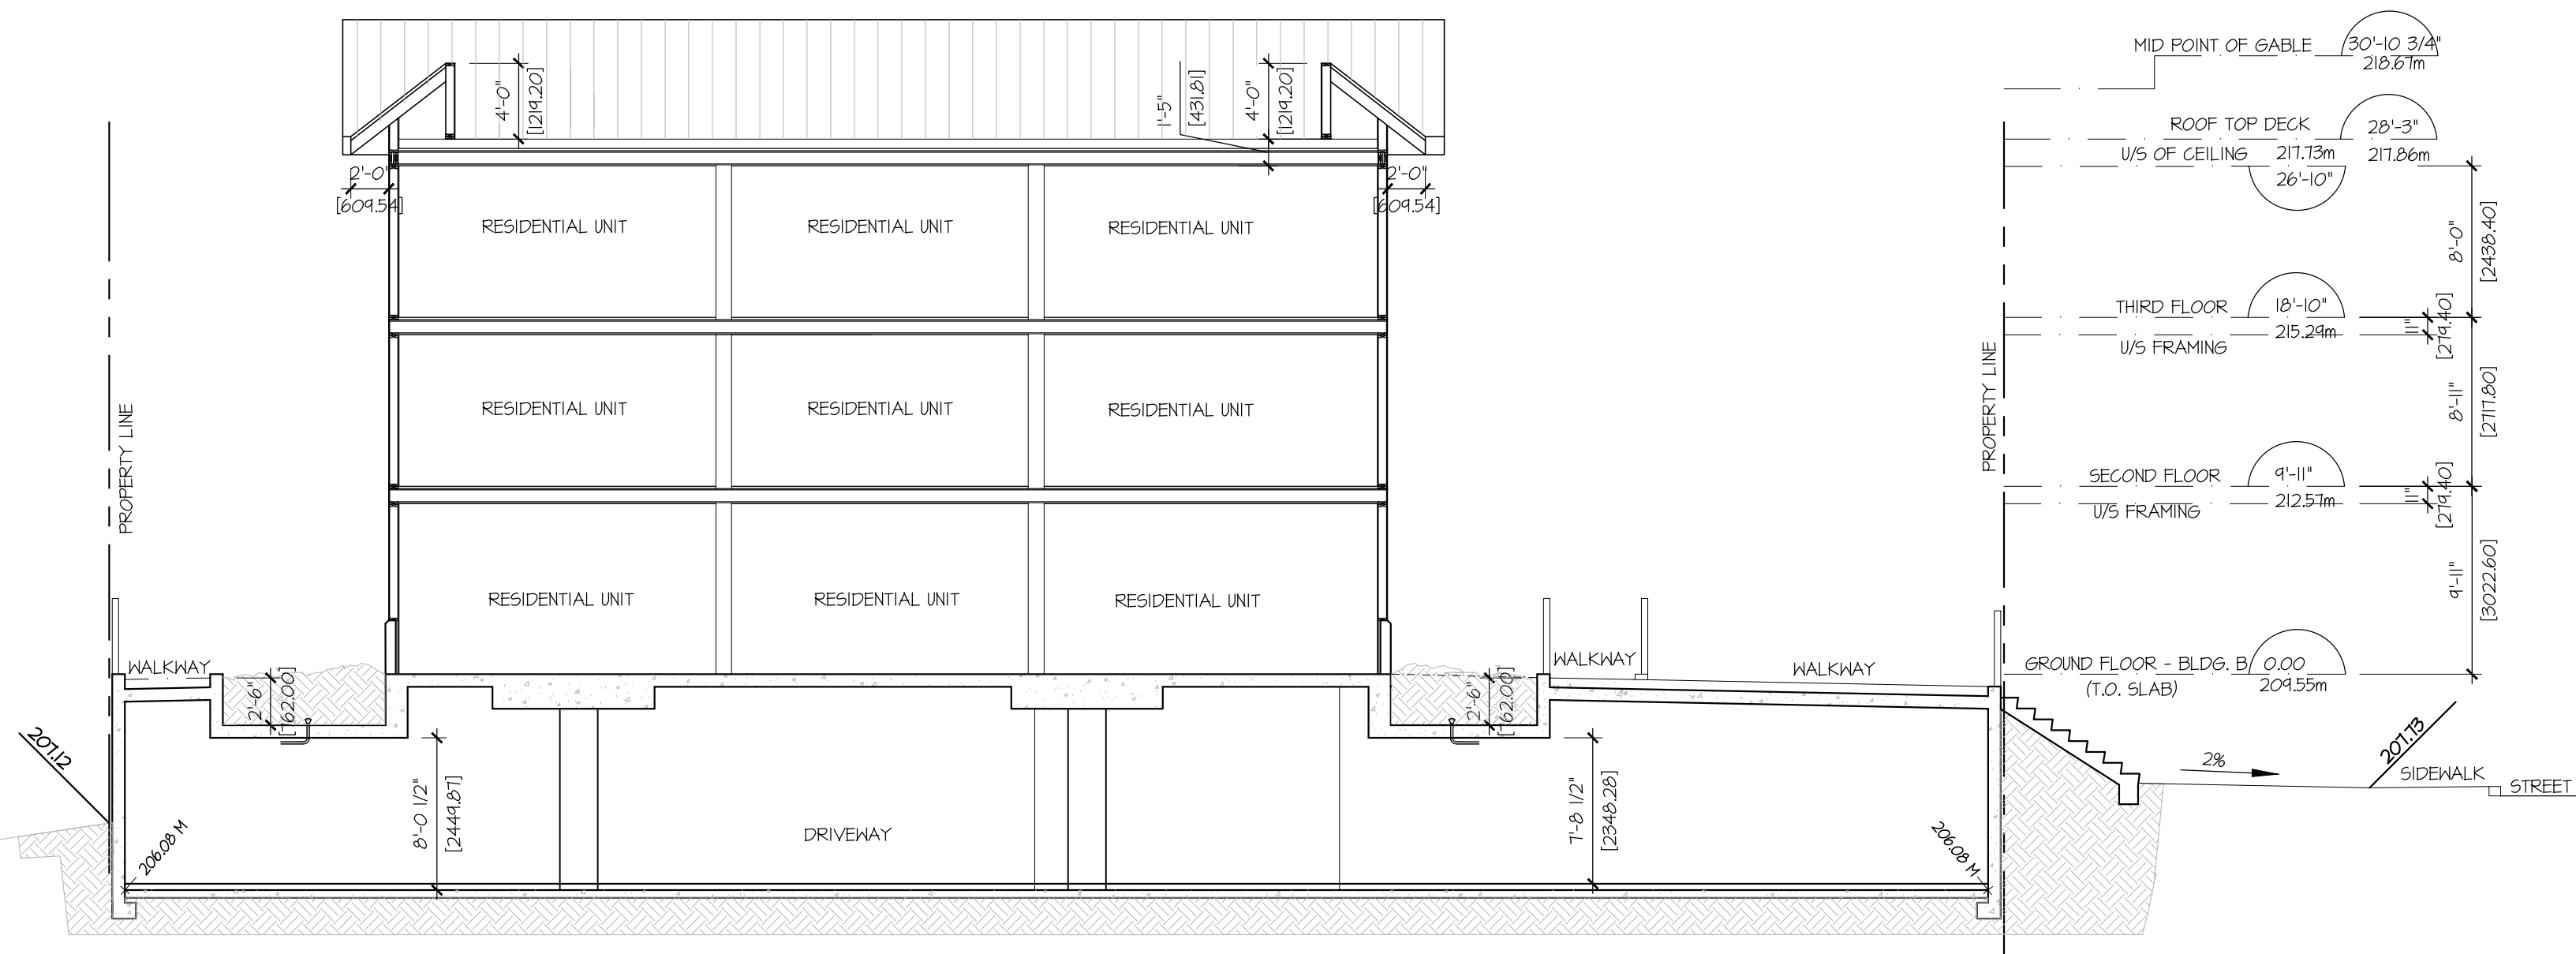 MID POINT OF GABLE 30'-10 3/4"
218.67m
ROOF TOP DECK 28'-3"
217.86m
U/S OF CEILING 217.73m
26'-10"
8'-0"
[2438.40]
THIRD FLOOR 18'-10"
215.29m
U/S FRAMING
11"
[279.40]
8'-11"
[2717.80]
SECOND FLOOR 9'-11"
212.57m
U/S FRAMING
11"
[279.40]
9'-11"
[3022.60]
GROUND FLOOR - BLDG. B 0.00
(T.O. SLAB) 209.55m
4'-0"
[1219.20]
1'-5"
[431.81]
4'-0"
[1219.20]
2'-0"
[609.54]
2'-0"
[609.54]
RESIDENTIAL UNIT RESIDENTIAL UNIT RESIDENTIAL UNIT
RESIDENTIAL UNIT RESIDENTIAL UNIT RESIDENTIAL UNIT
RESIDENTIAL UNIT RESIDENTIAL UNIT RESIDENTIAL UNIT
PROPERTY LINE
PROPERTY LINE
WALKWAY
WALKWAY
WALKWAY
2'-6"
[762.00]
2'-6"
[762.00]
207.12
206.08 M
8'-0 1/2"
[2449.87]
DRIVEWAY
7'-8 1/2"
[2348.28]
206.08 M
2%
207.73
SIDEWALK
STREET